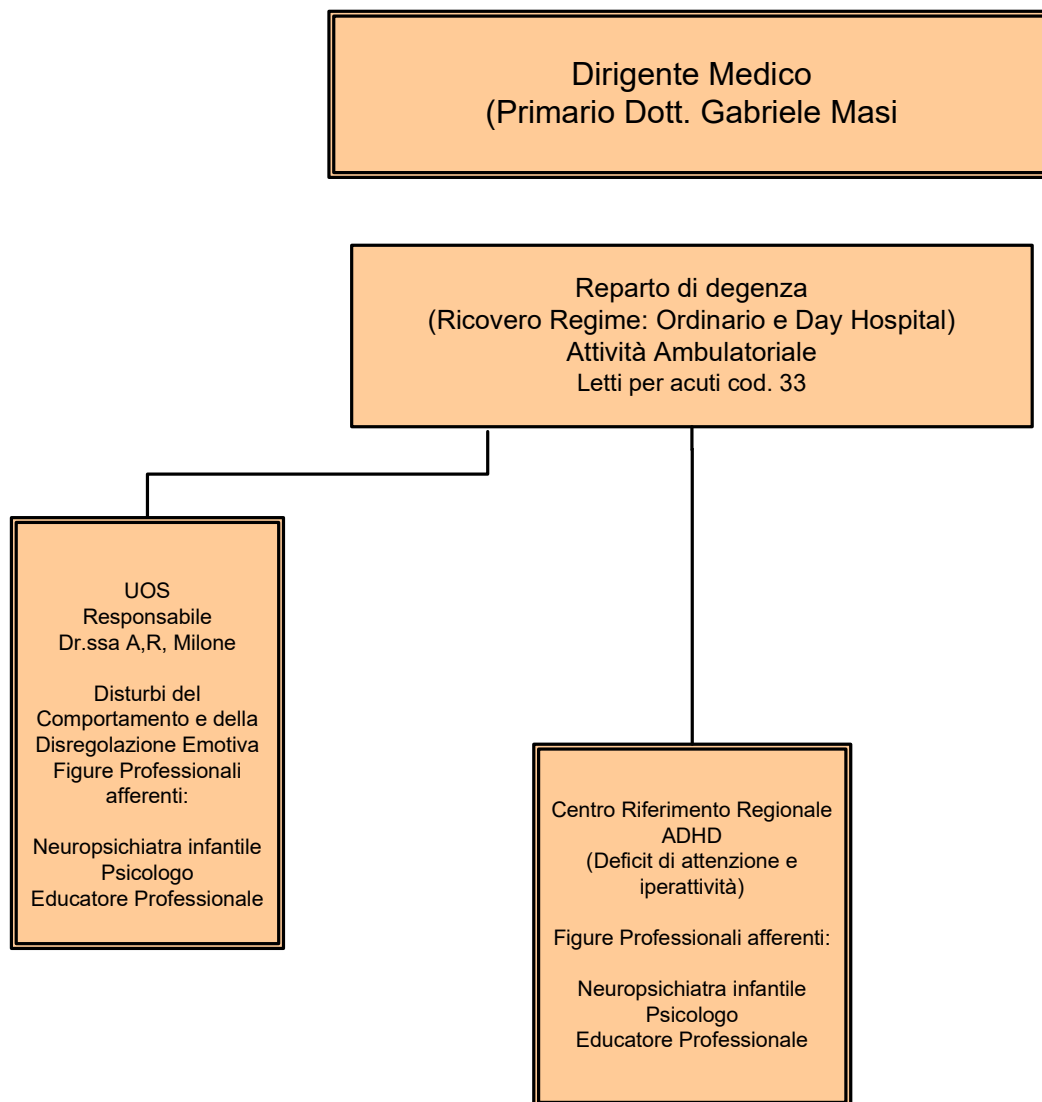 Dirigente Medico
(Primario Dott. Gabriele Masi
Reparto di degenza
(Ricovero Regime: Ordinario e Day Hospital)
Attività Ambulatoriale
Letti per acuti cod. 33
UOS
Responsabile
Dr.ssa A,R, Milone
Disturbi del
Comportamento e della
Disregolazione Emotiva
Figure Professionali
afferenti:
Neuropsichiatra infantile
Psicologo
Educatore Professionale
Centro Riferimento Regionale
ADHD
(Deficit di attenzione e
iperattività)
Figure Professionali afferenti:
Neuropsichiatra infantile
Psicologo
Educatore Professionale